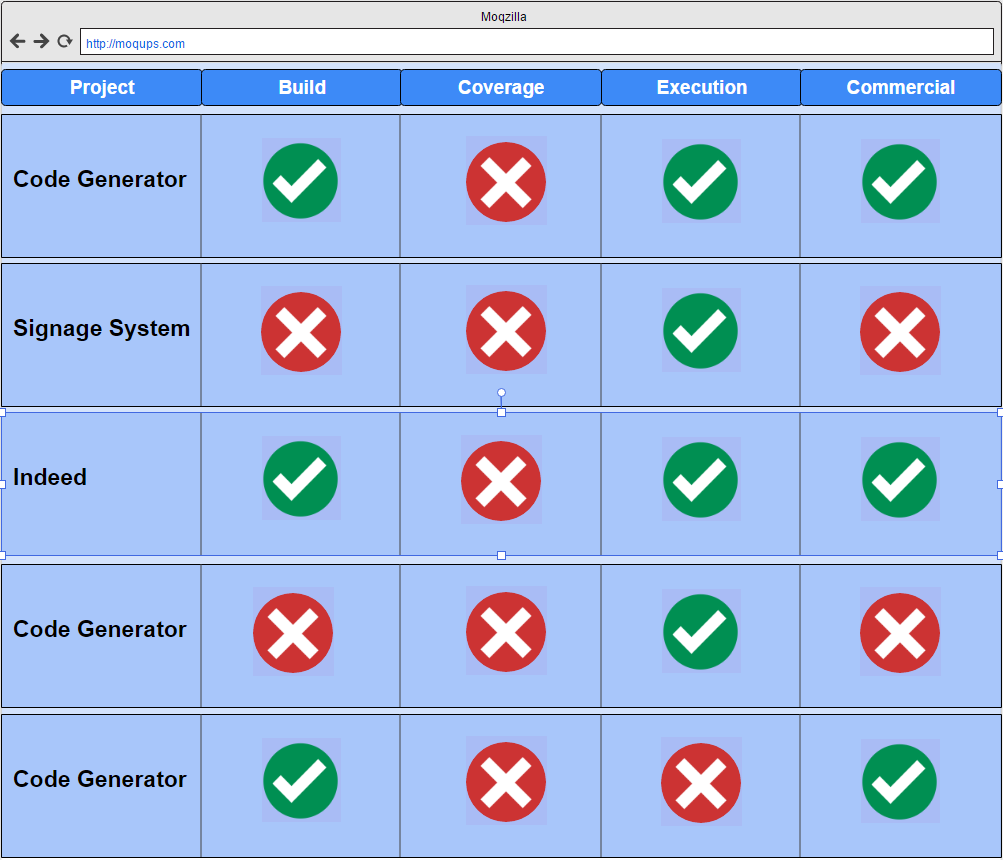 Moqzilla
http://moqups.com
Project Build Coverage Execution Commercial
Code Generator
Signage System
Indeed
Code Generator
Code Generator